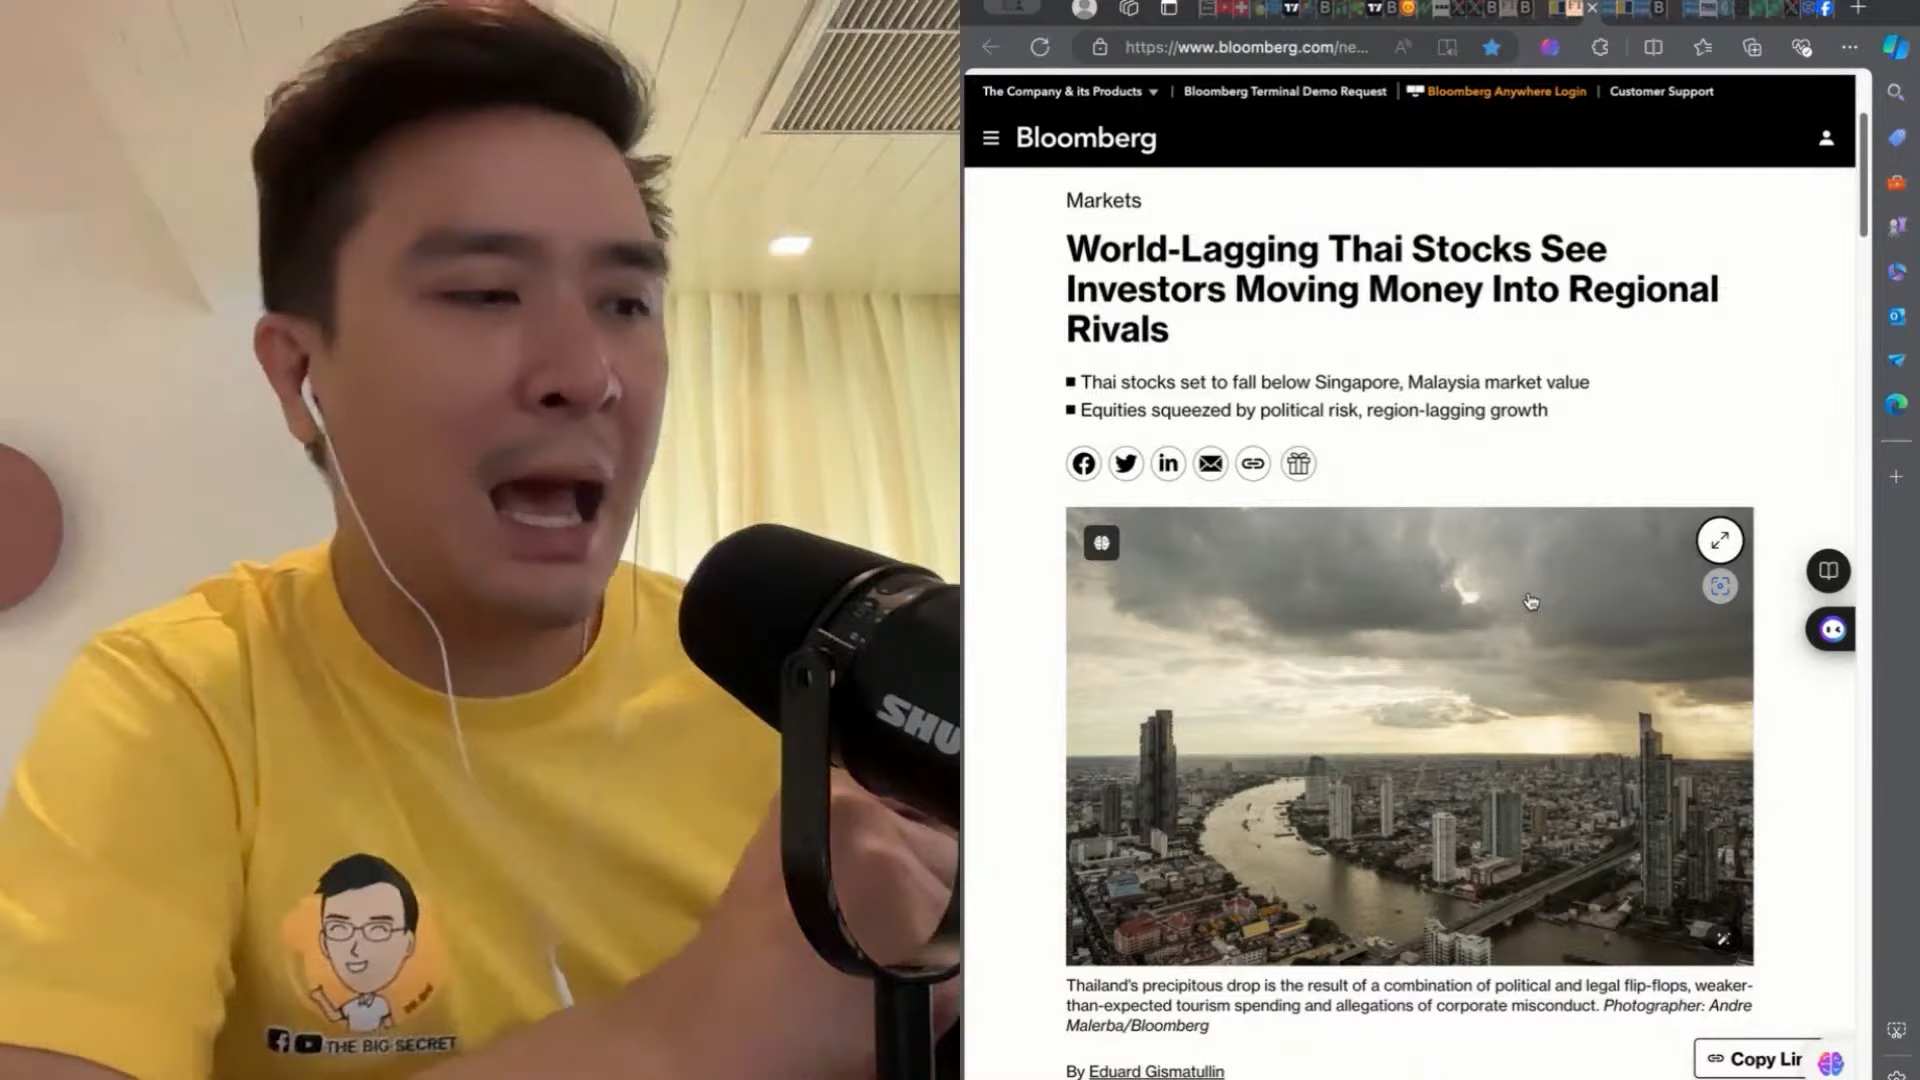 https://www.bloomberg.com/ne...
The Company & its Products
Bloomberg Terminal Demo Request
Bloomberg Anywhere Login
Customer Support
Bloomberg
Markets
World-Lagging Thai Stocks See
Investors Moving Money Into Regional
Rivals
Thai stocks set to fall below Singapore, Malaysia market value
Equities squeezed by political risk, region-lagging growth
Thailand's precipitous drop is the result of a combination of political and legal flip-flops, weaker-
than-expected tourism spending and allegations of corporate misconduct. Photographer: Andre
Malerba/Bloomberg
Copy Lin
By Eduard Gismatullin
SHU
THE BIG SECRET